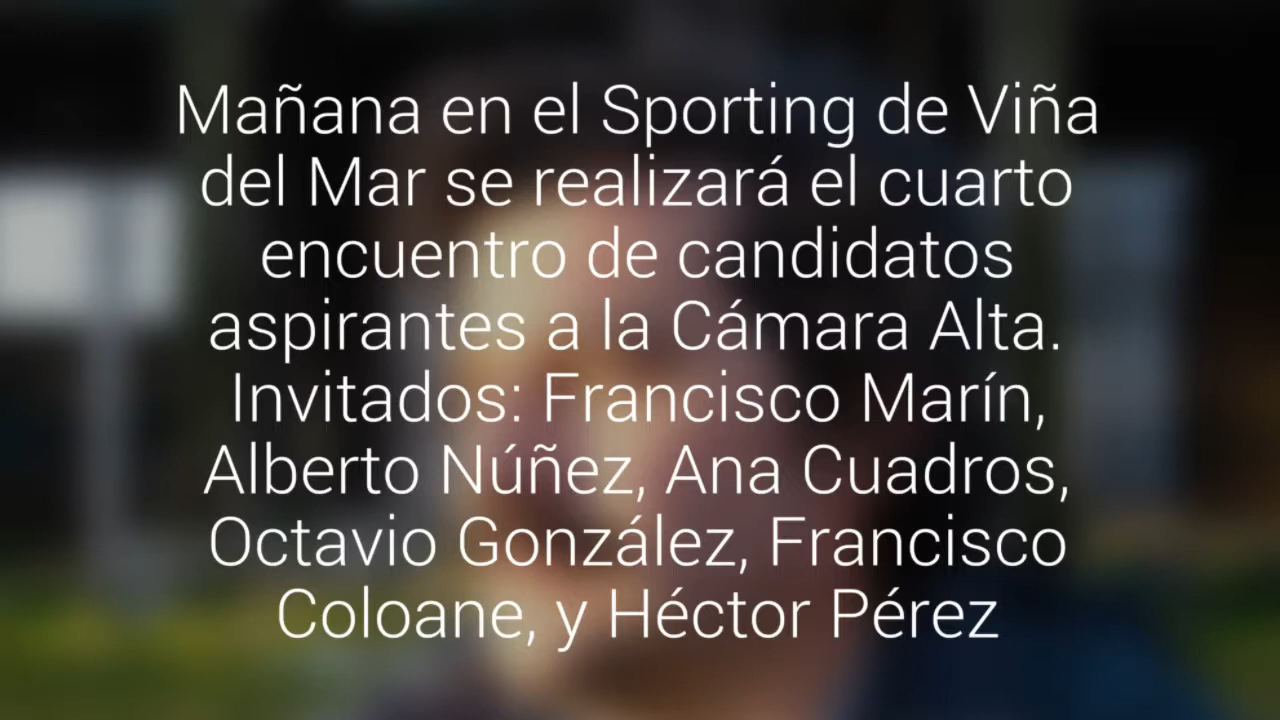 Mañana en el Sporting de Viña
del Mar se realizará el cuarto
encuentro de candidatos
aspirantes a la Cámara Alta.
Invitados: Francisco Marín,
Alberto Núñez, Ana Cuadros,
Octavio González, Francisco
Coloane, y Héctor Pérez